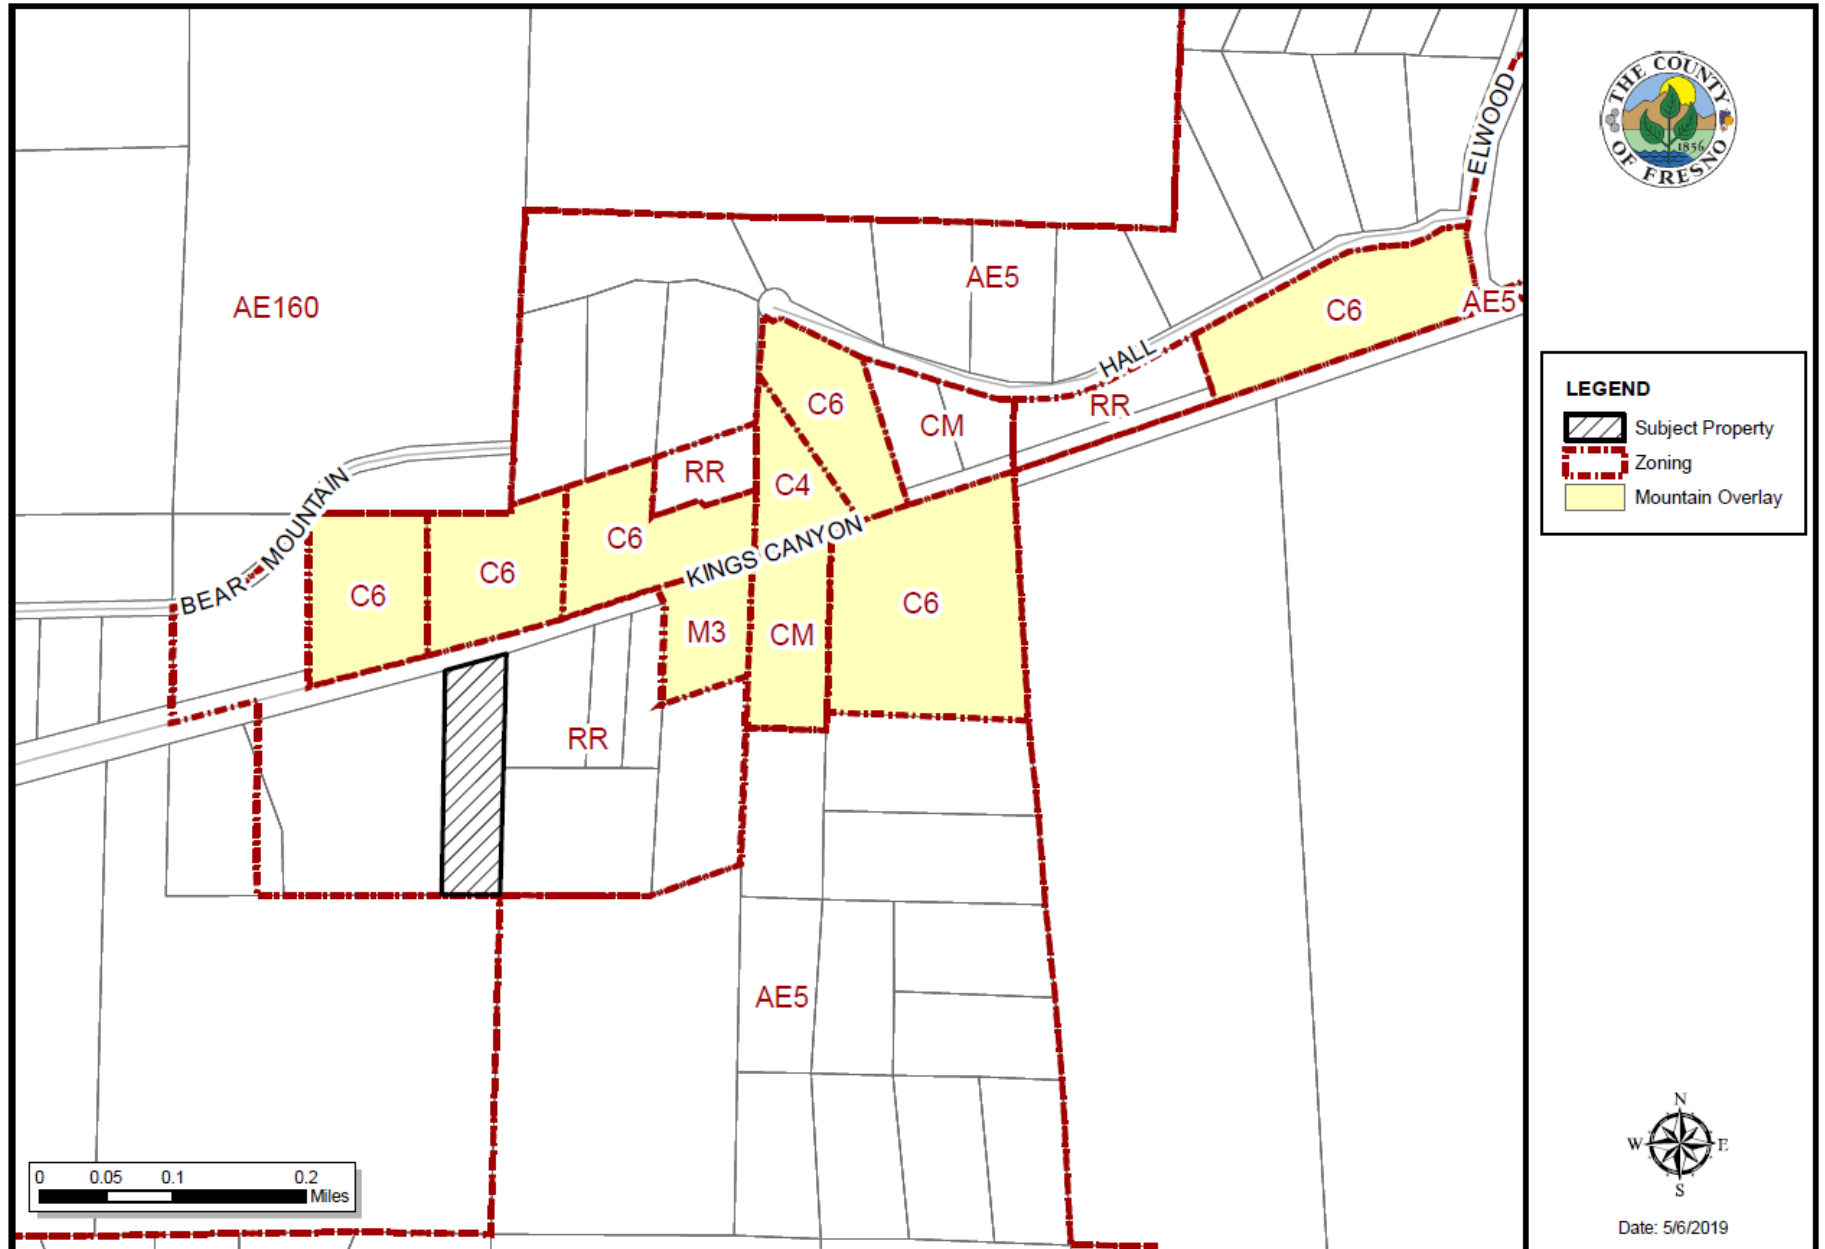 THE COUNTY
OF FRESNO
1856
ELWOOD
AE5
AE160
C6
AE5
HALL
C6
CM
RR
RR
C4
BEAR MOUNTAIN
C6
KINGS CANYON
C6
C6
C6
M3
CM
RR
AE5
LEGEND
Subject Property
Zoning
Mountain Overlay
0 0.05 0.1 0.2
Miles
N
W E
S
Date: 5/6/2019